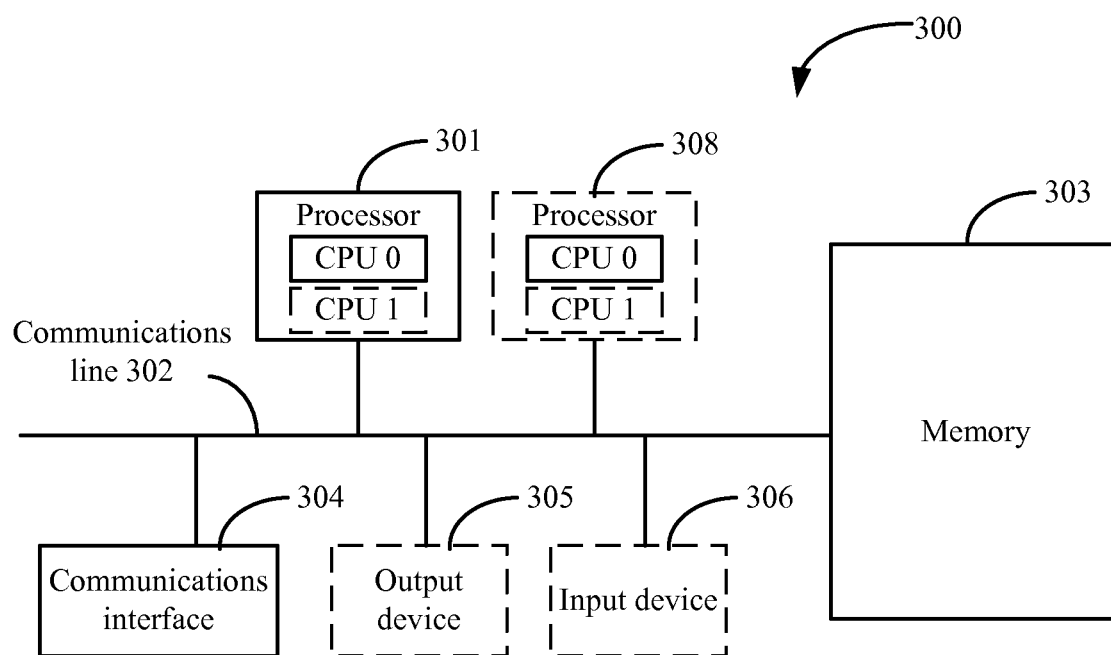 300
301
308
303
Processor
CPU 0
CPU 1
Processor
CPU 0
CPU 1
Communications
line 302
Memory
304
305
306
Communications
interface
Output
device
Input device